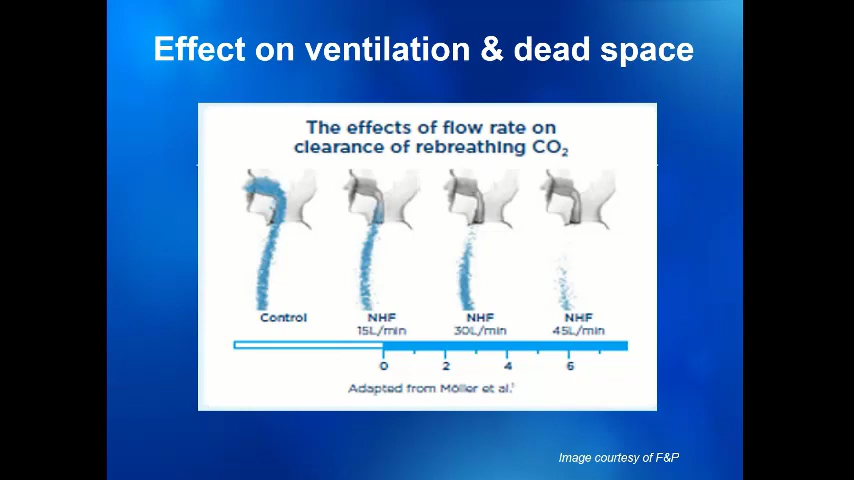 Effect on ventilation & dead space
The effects of flow rate on
clearance of rebreathing CO₂
Control
NHF
15L/min
NHF
30L/min
NHF
45L/min
0 2 4 6
Adapted from Möller et al.¹
Image courtesy of F&P